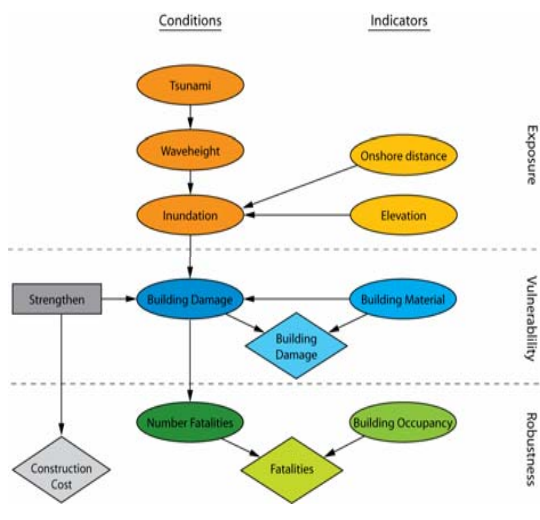 Conditions
Indicators
Tsunami
Waveheight
Onshore distance
Inundation
Elevation
Exposure
Strengthen
Building Damage
Building Material
Building
Damage
Vulnerablility
Number Fatalities
Building Occupancy
Construction
Cost
Fatalities
Robustness